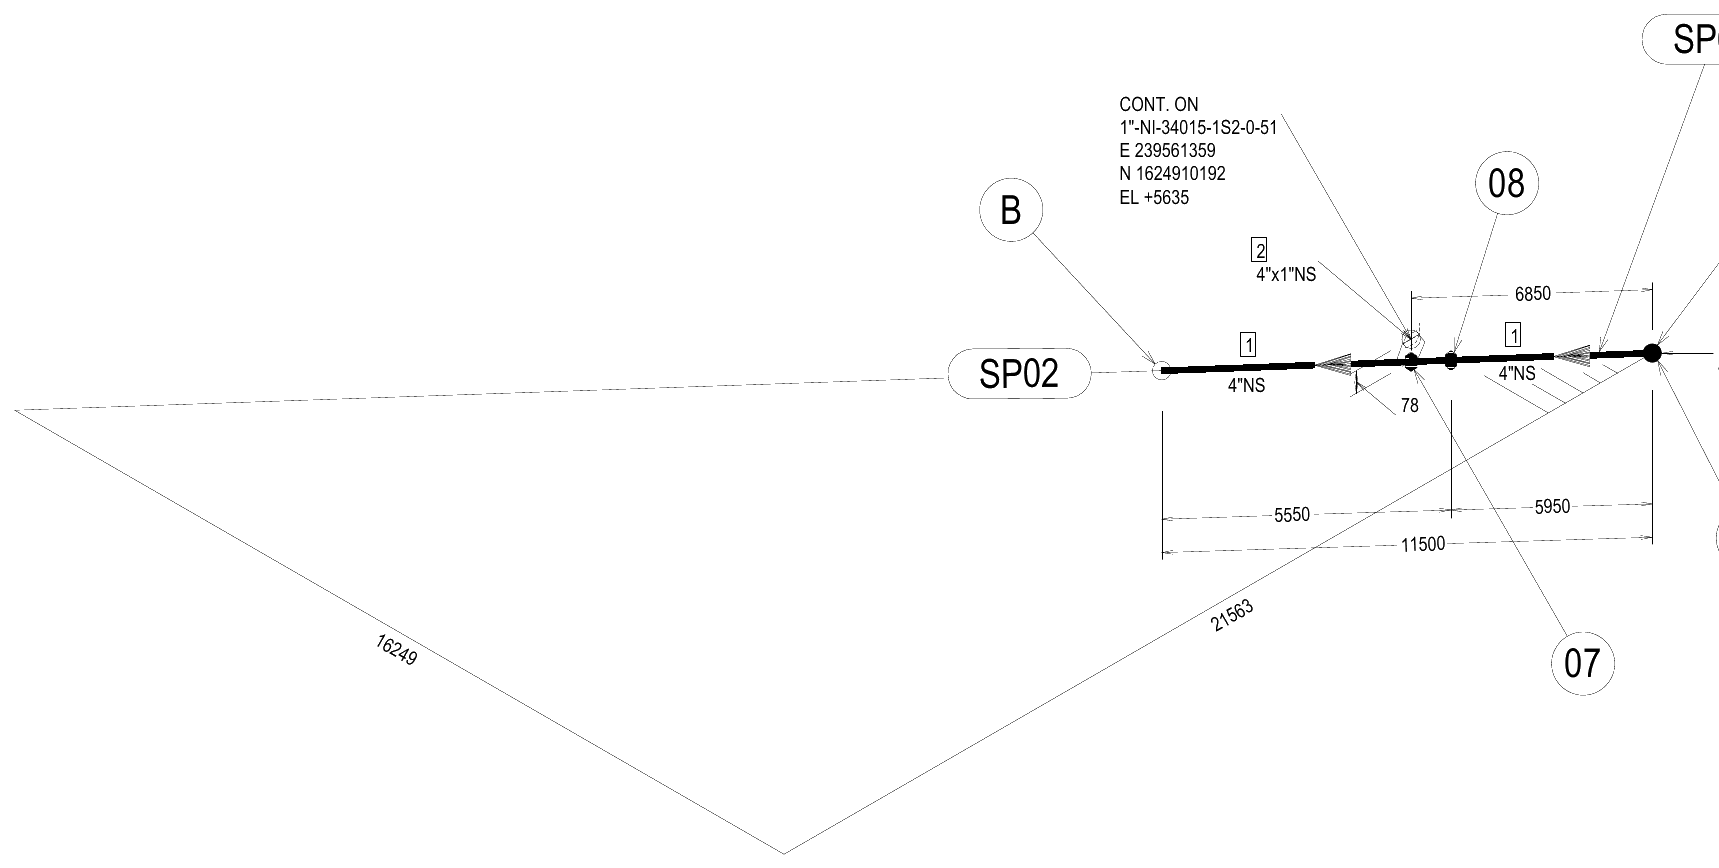 SP
CONT. ON
1"-NI-34015-1S2-0-51
E 239561359
N 1624910192
EL +5635
08
B
2
4"x1"NS
6850
1
1
SP02
4"NS
4"NS
78
5550
5950
11500
21563
16249
07